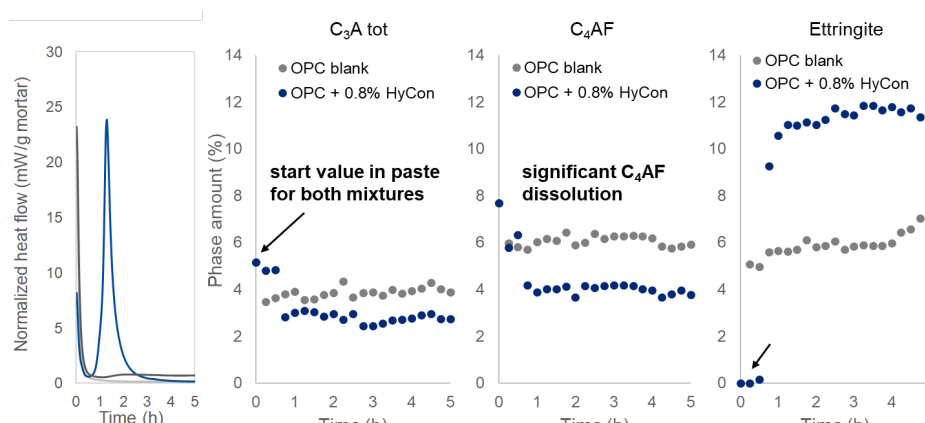 C₃A tot
C₄AF
Ettringite
Normalized heat flow (mW/g mortar)
30
25
20
15
10
5
0
0 1 2 3 4 5
Time (h)
Phase amount (%)
14
12
10
8
6
4
2
0
OPC blank
OPC + 0.8% HyCon
start value in paste
for both mixtures
0 1 2 3 4 5
Time (h)
14
12
10
8
6
4
2
0
OPC blank
OPC + 0.8% HyCon
significant C₄AF
dissolution
0 1 2 3 4 5
Time (h)
14
12
10
8
6
4
2
0
OPC blank
OPC + 0.8% HyCon
0 2 4
Time (h)